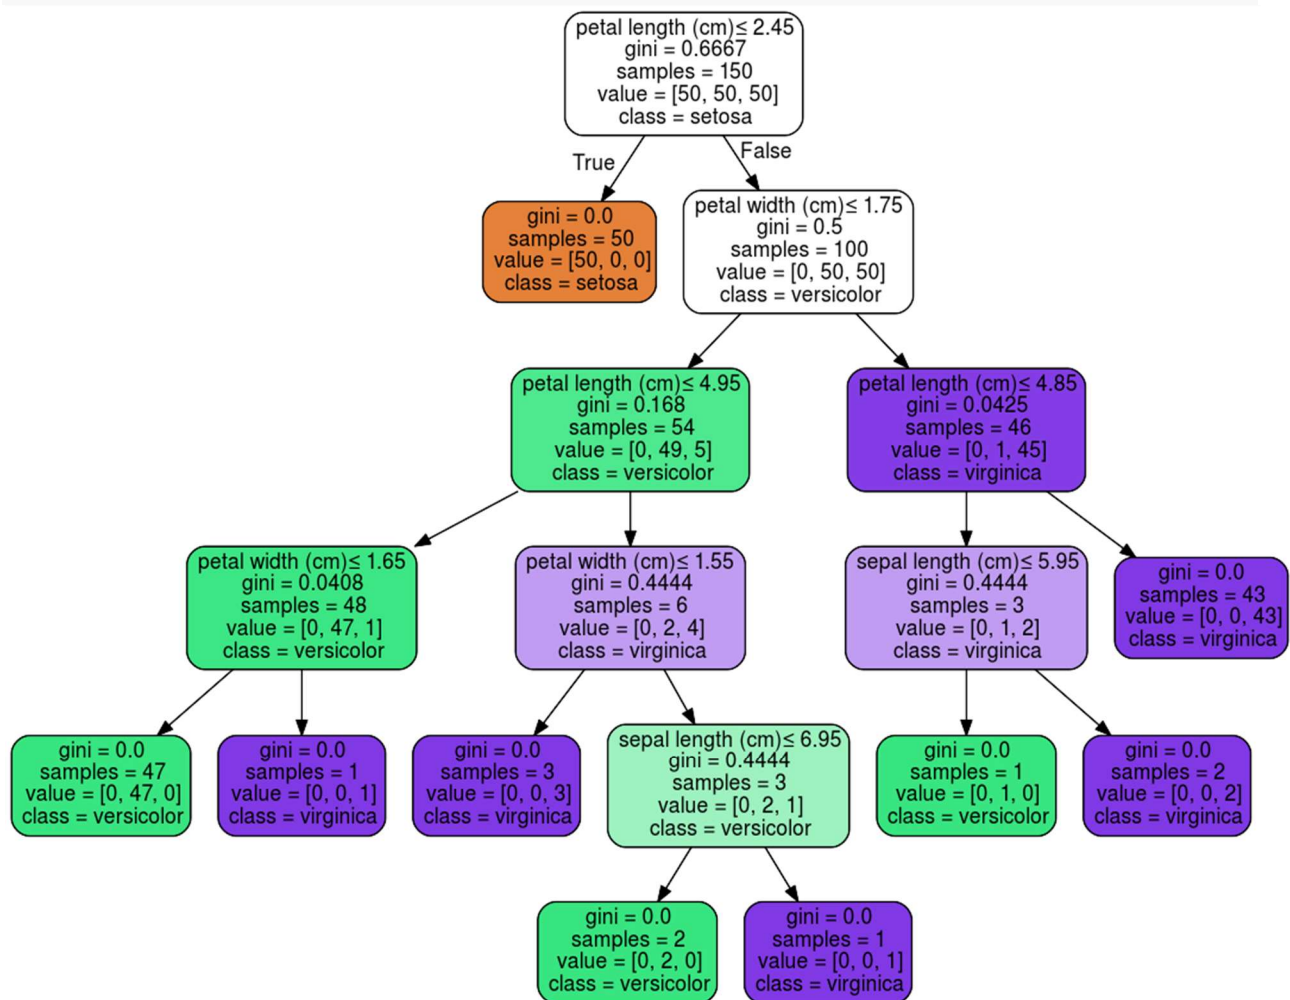 petal length (cm)≤ 2.45
gini = 0.6667
samples = 150
value = [50, 50, 50]
class = setosa
True
False
gini = 0.0
samples = 50
value = [50, 0, 0]
class = setosa
petal width (cm)≤ 1.75
gini = 0.5
samples = 100
value = [0, 50, 50]
class = versicolor
petal length (cm)≤ 4.95
gini = 0.168
samples = 54
value = [0, 49, 5]
class = versicolor
petal length (cm)≤ 4.85
gini = 0.0425
samples = 46
value = [0, 1, 45]
class = virginica
petal width (cm)≤ 1.65
gini = 0.0408
samples = 48
value = [0, 47, 1]
class = versicolor
petal width (cm)≤ 1.55
gini = 0.4444
samples = 6
value = [0, 2, 4]
class = virginica
sepal length (cm)≤ 5.95
gini = 0.4444
samples = 3
value = [0, 1, 2]
class = virginica
gini = 0.0
samples = 43
value = [0, 0, 43]
class = virginica
gini = 0.0
samples = 47
value = [0, 47, 0]
class = versicolor
gini = 0.0
samples = 1
value = [0, 0, 1]
class = virginica
gini = 0.0
samples = 3
value = [0, 0, 3]
class = virginica
sepal length (cm)≤ 6.95
gini = 0.4444
samples = 3
value = [0, 2, 1]
class = versicolor
gini = 0.0
samples = 1
value = [0, 1, 0]
class = versicolor
gini = 0.0
samples = 2
value = [0, 0, 2]
class = virginica
gini = 0.0
samples = 2
value = [0, 2, 0]
class = versicolor
gini = 0.0
samples = 1
value = [0, 0, 1]
class = virginica